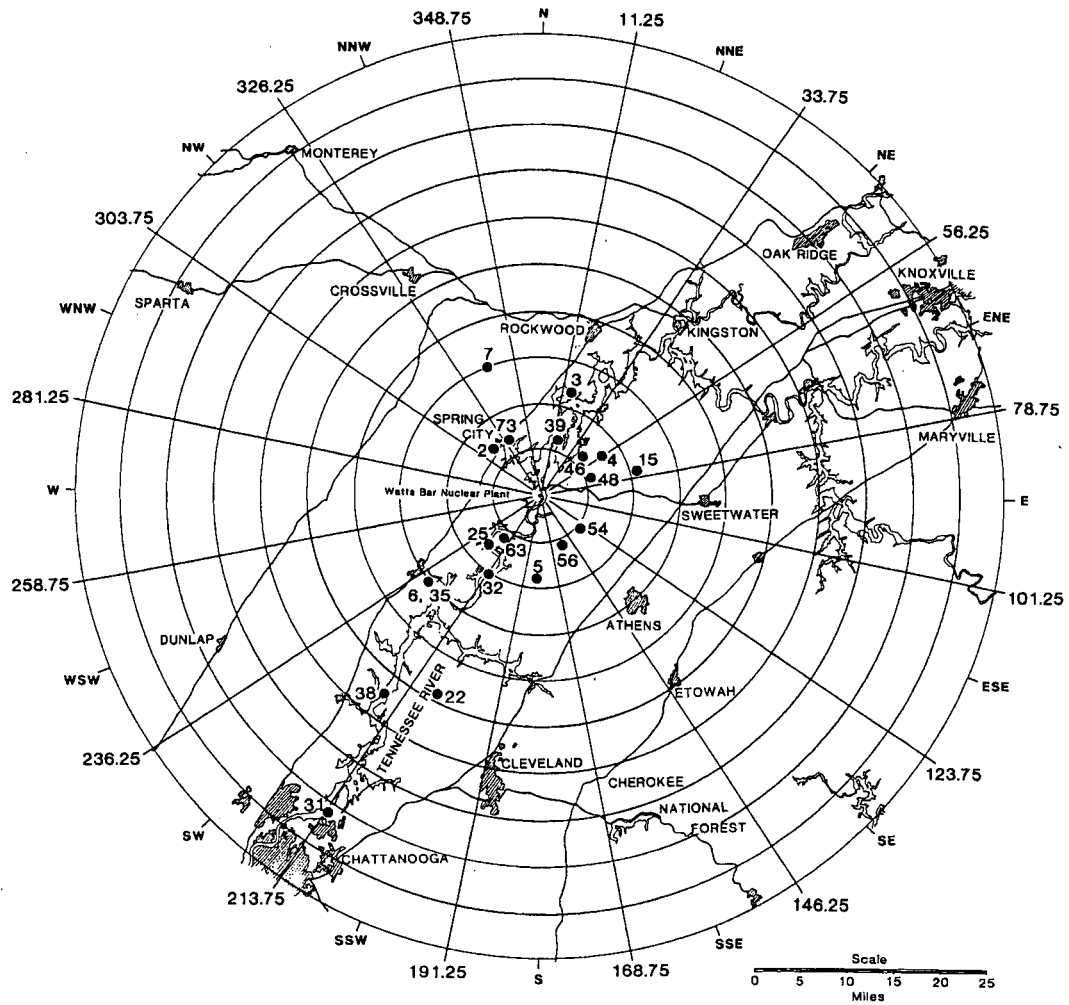 N
348.75
11.25
NNW
NNE
326.25
33.75
NW
MONTEREY
NE
303.75
56.25
OAK RIDGE
KNOXVILLE
SPARTA
CROSSVILLE
WNW
ENE
ROCKWOOD
KINGSTON
7
3
281.25
78.75
SPRING
CITY
73
39
MARYVILLE
2
46
4
15
48
W
Watts Bar Nuclear Plant
E
SWEETWATER
25
63
54
56
5
32
6, 35
258.75
101.25
ATHENS
DUNLAP
WSW
ESE
38
22
ETOWAH
TENNESSEE RIVER
236.25
CLEVELAND
123.75
CHEROKEE
NATIONAL
FOREST
31
SW
SE
CHATTANOOGA
213.75
146.25
SSW
SSE
191.25
S
168.75
Scale
0 5 10 15 20 25
Miles